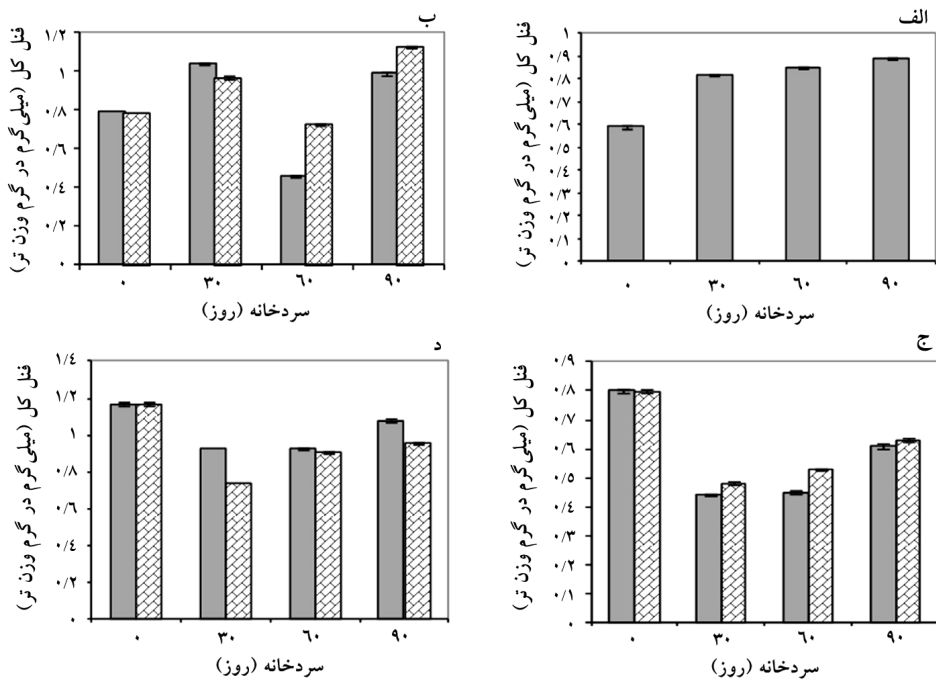 الف
فنل کل (میلی گرم در گرم وزن تر)
۱
۰/۹
۰/۸
۰/۷
۰/۶
۰/۵
۰/٤
۰/۳
۰/۲
۰/۱
۰
۰ ۳۰ ٦۰ ۹۰
سردخانه (روز)
ب
فنل کل (میلی گرم در گرم وزن تر)
۱/۲
۱
۰/۸
۰/۶
۰/٤
۰/۲
۰
۰ ۳۰ ٦۰ ۹۰
سردخانه (روز)
ج
فنل کل (میلی گرم در گرم وزن تر)
۰/۹
۰/۸
۰/۷
۰/۶
۰/۵
۰/٤
۰/۳
۰/۲
۰/۱
۰
۰ ۳۰ ٦۰ ۹۰
سردخانه (روز)
د
فنل کل (میلی گرم در گرم وزن تر)
۱/٤
۱/۲
۱
۰/۸
۰/۶
۰/٤
۰/۲
۰
۰ ۳۰ ٦۰ ۹۰
سردخانه (روز)